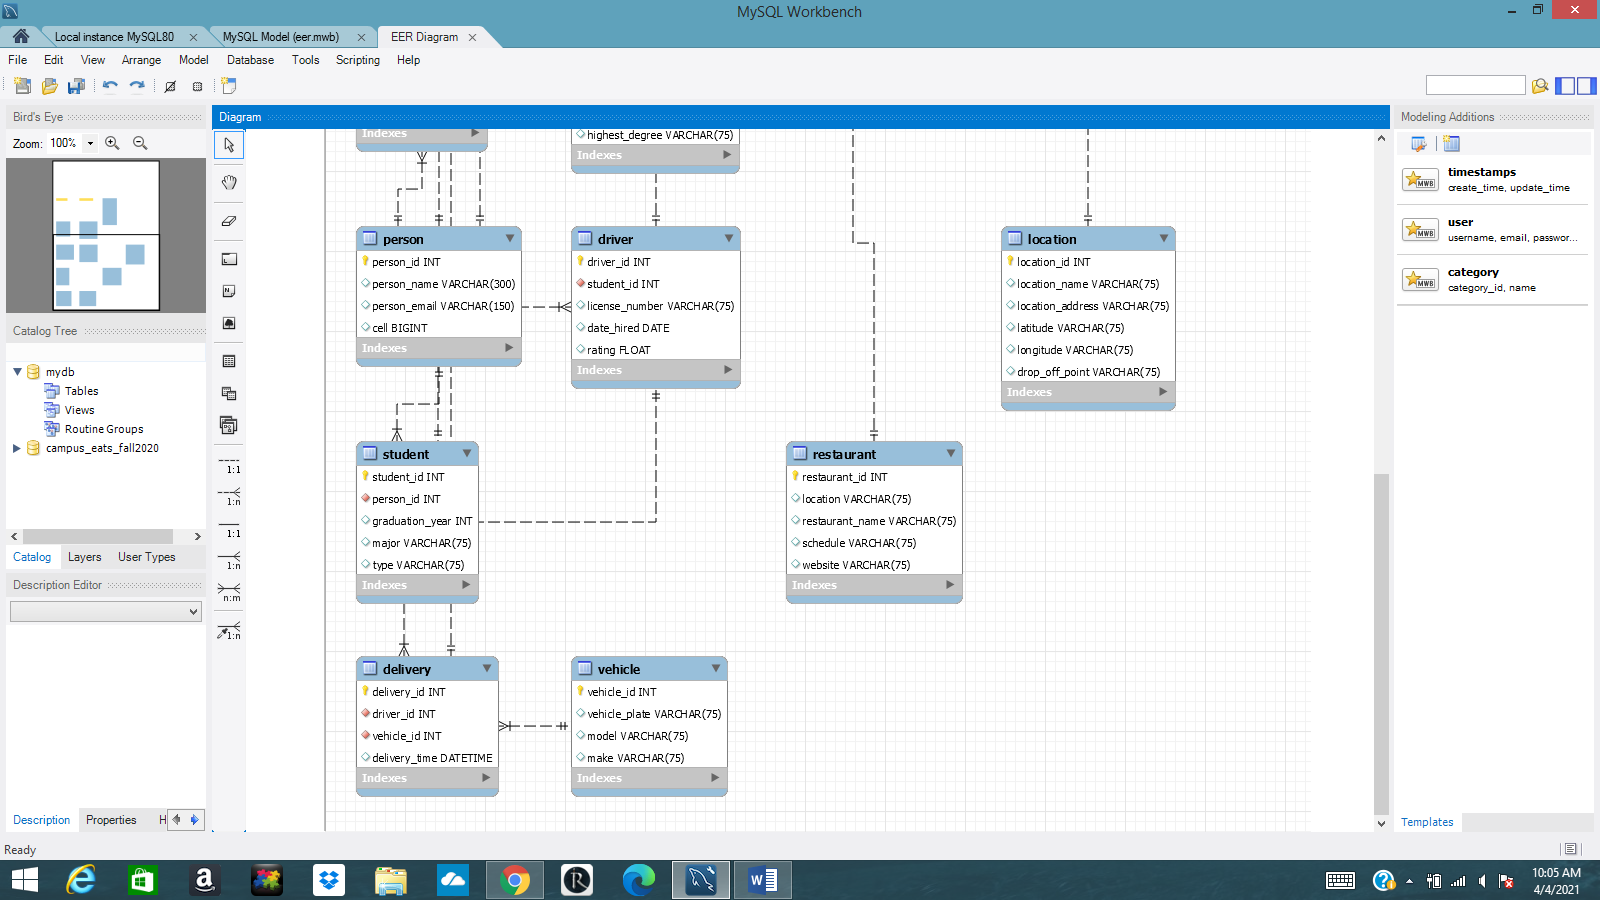 MySQL Workbench
Local instance MySQL80
MySQL Model (eer.mwb)
EER Diagram
File Edit View Arrange Model Database Tools Scripting Help
Bird's Eye
Zoom: 100%
Catalog Tree
mydb
Tables
Views
Routine Groups
campus_eats_fall2020
Catalog Layers User Types
Description Editor
Description Properties H
Diagram
1:1
1:n
1:1
1:n
n:m
1:n
Indexes
highest_degree VARCHAR(75)
Indexes
person
person_id INT
person_name VARCHAR(300)
person_email VARCHAR(150)
cell BIGINT
Indexes
driver
driver_id INT
student_id INT
license_number VARCHAR(75)
date_hired DATE
rating FLOAT
Indexes
location
location_id INT
location_name VARCHAR(75)
location_address VARCHAR(75)
latitude VARCHAR(75)
longitude VARCHAR(75)
drop_off_point VARCHAR(75)
Indexes
student
student_id INT
person_id INT
graduation_year INT
major VARCHAR(75)
type VARCHAR(75)
Indexes
restaurant
restaurant_id INT
location VARCHAR(75)
restaurant_name VARCHAR(75)
schedule VARCHAR(75)
website VARCHAR(75)
Indexes
delivery
delivery_id INT
driver_id INT
vehicle_id INT
delivery_time DATETIME
Indexes
vehicle
vehicle_id INT
vehicle_plate VARCHAR(75)
model VARCHAR(75)
make VARCHAR(75)
Indexes
Modeling Additions
timestamps
create_time, update_time
MWB
user
username, email, passwor...
MWB
category
category_id, name
MWB
Templates
Ready
10:05 AM
4/4/2021